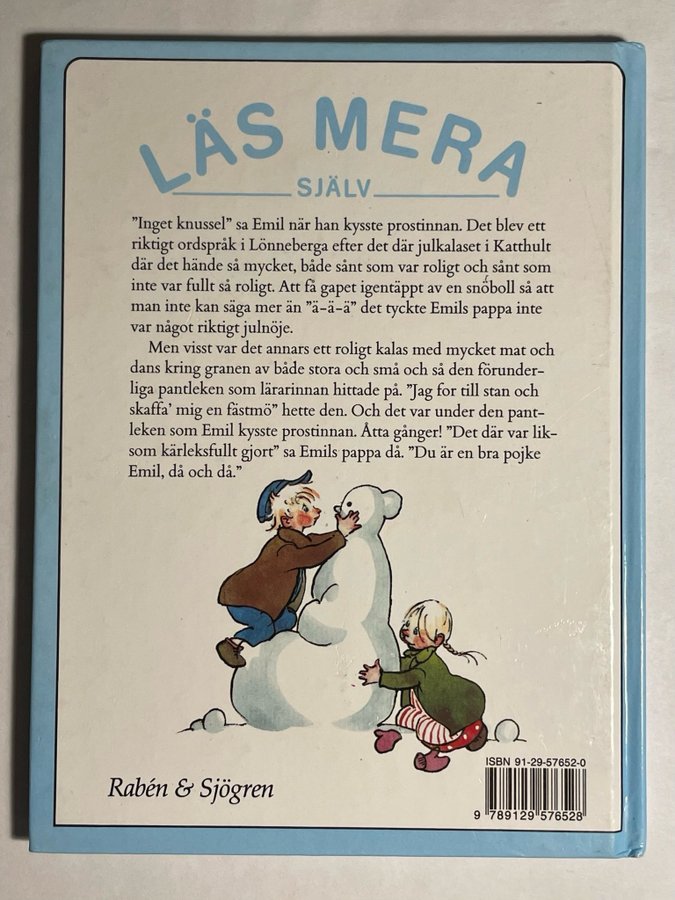 LÄS MERA
SJÄLV
”Inget knussel” sa Emil när han kysste prostinnan. Det blev ett
riktigt ordspråk i Lönneberga efter det där julkalaset i Katthult
där det hände så mycket, både sånt som var roligt och sånt som
inte var fullt så roligt. Att få gapet igentäppt av en snöboll så att
man inte kan säga mer än ”ä-ä-ä” det tyckte Emils pappa inte
var något riktigt julnöje.
Men visst var det annars ett roligt kalas med mycket mat och
dans kring granen av både stora och små och så den förunder-
liga pantleken som lärarinnan hittade på. ”Jag for till stan och
skaffa’ mig en fästmö” hette den. Och det var under den pant-
leken som Emil kysste prostinnan. Åtta gånger! ”Det där var lik-
som kärleksfullt gjort” sa Emils pappa då. ”Du är en bra pojke
Emil, då och då.”
ISBN 91-29-57652-0
Rabén & Sjögren
9 789129 576528